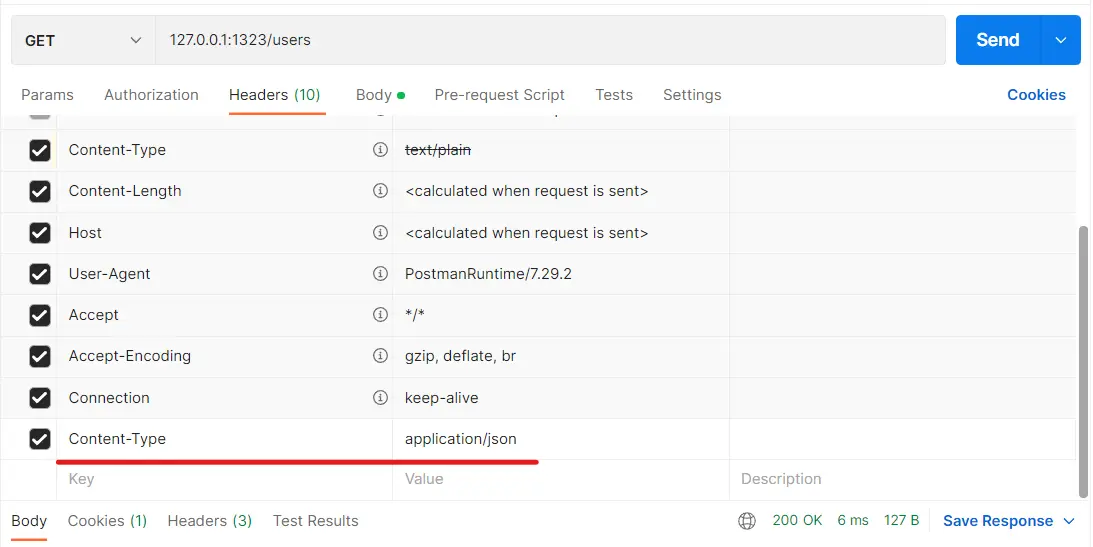 GET 127.0.0.1:1323/users Send
Params Authorization Headers (10) Body Pre-request Script Tests Settings Cookies
Content-Type text/plain
Content-Length <calculated when request is sent>
Host <calculated when request is sent>
User-Agent PostmanRuntime/7.29.2
Accept */*
Accept-Encoding gzip, deflate, br
Connection keep-alive
Content-Type application/json
Key Value Description
Body Cookies (1) Headers (3) Test Results 200 OK 6 ms 127 B Save Response